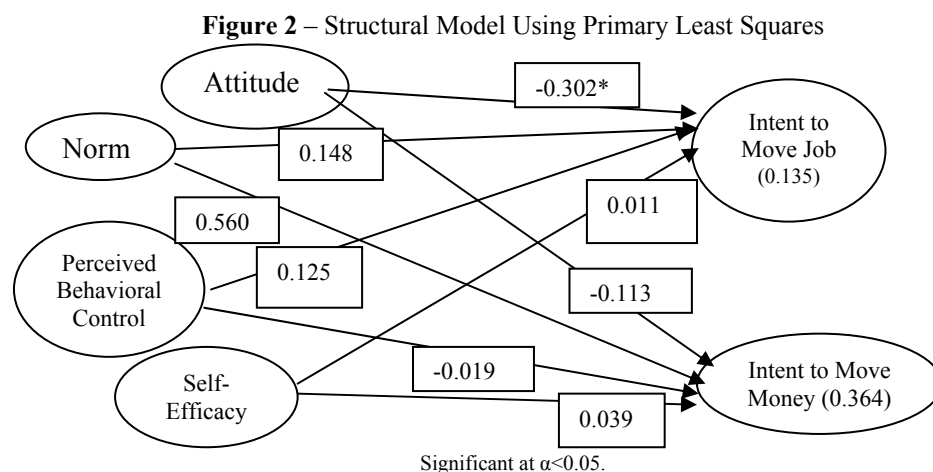 Figure 2 – Structural Model Using Primary Least Squares
Attitude
-0.302*
Intent to
Move Job
(0.135)
Norm
0.148
0.011
0.560
Perceived
Behavioral
Control
0.125
-0.113
Self-
Efficacy
-0.019
Intent to Move
Money (0.364)
0.039
Significant at α<0.05.